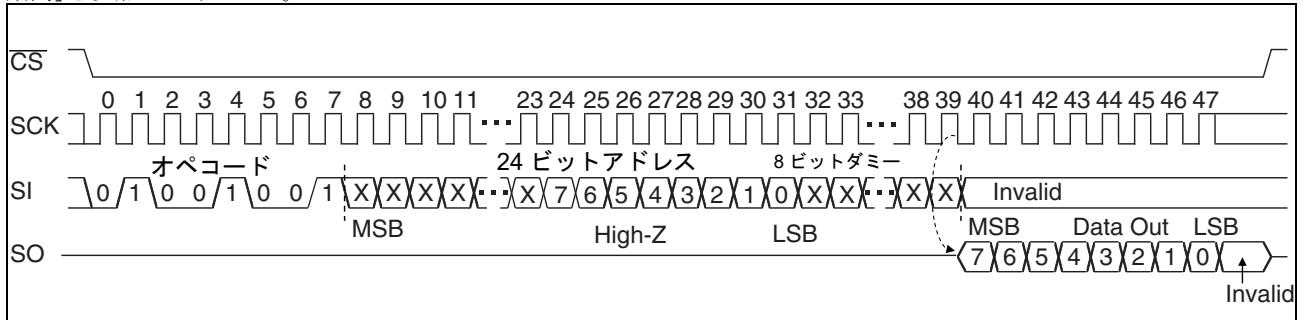 CS
0 1 2 3 4 5 6 7 8 9 10 11 23 24 25 26 27 28 29 30 31 32 33 38 39 40 41 42 43 44 45 46 47
SCK
オペコード 24 ビットアドレス 8 ビットダミー
SI 0 1 0 0 1 0 0 1 X X X X X 7 6 5 4 3 2 1 0 X X X X Invalid
MSB High-Z LSB MSB Data Out LSB
SO 7 6 5 4 3 2 1 0
Invalid